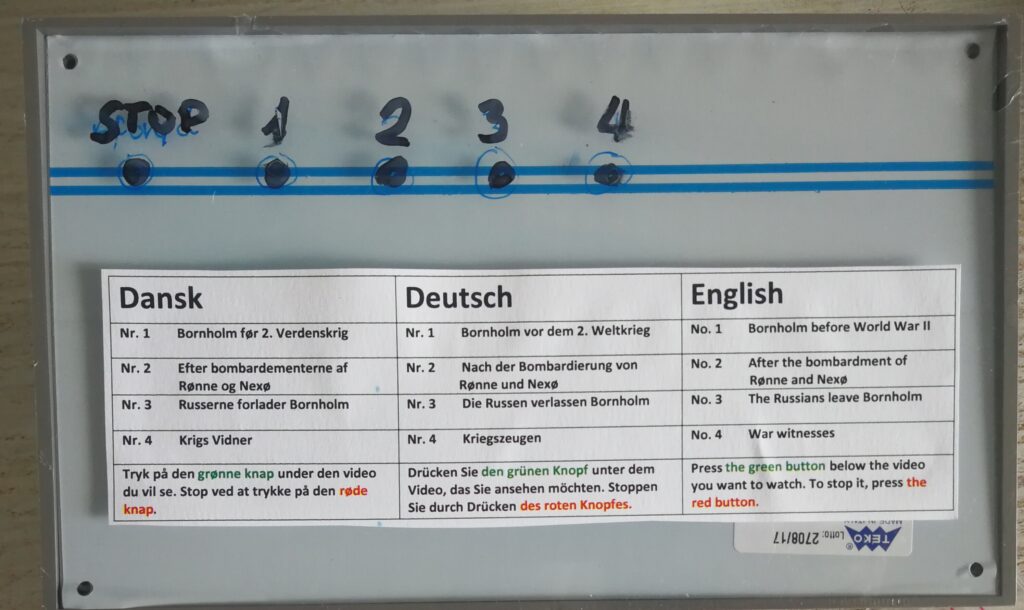 STOP 1 2 3 4
Dansk
Nr. 1 Bornholm før 2. Verdenskrig
Nr. 2 Efter bombardementerne af
Rønne og Nexø
Nr. 3 Russerne forlader Bornholm
Nr. 4 Krigs Vidner
Tryk på den grønne knap under den video
du vil se. Stop ved at trykke på den røde
knap.
Deutsch
Nr. 1 Bornholm vor dem 2. Weltkrieg
Nr. 2 Nach der Bombardierung von
Rønne und Nexø
Nr. 3 Die Russen verlassen Bornholm
Nr. 4 Kriegszeugen
Drücken Sie den grünen Knopf unter dem
Video, das Sie ansehen möchten. Stoppen
Sie durch Drücken des roten Knopfes.
English
No. 1 Bornholm before World War II
No. 2 After the bombardment of
Rønne and Nexø
No. 3 The Russians leave Bornholm
No. 4 War witnesses
Press the green button below the video
you want to watch. To stop it, press the
red button.
TEKO ® Lotto: 2708/17
MADE IN